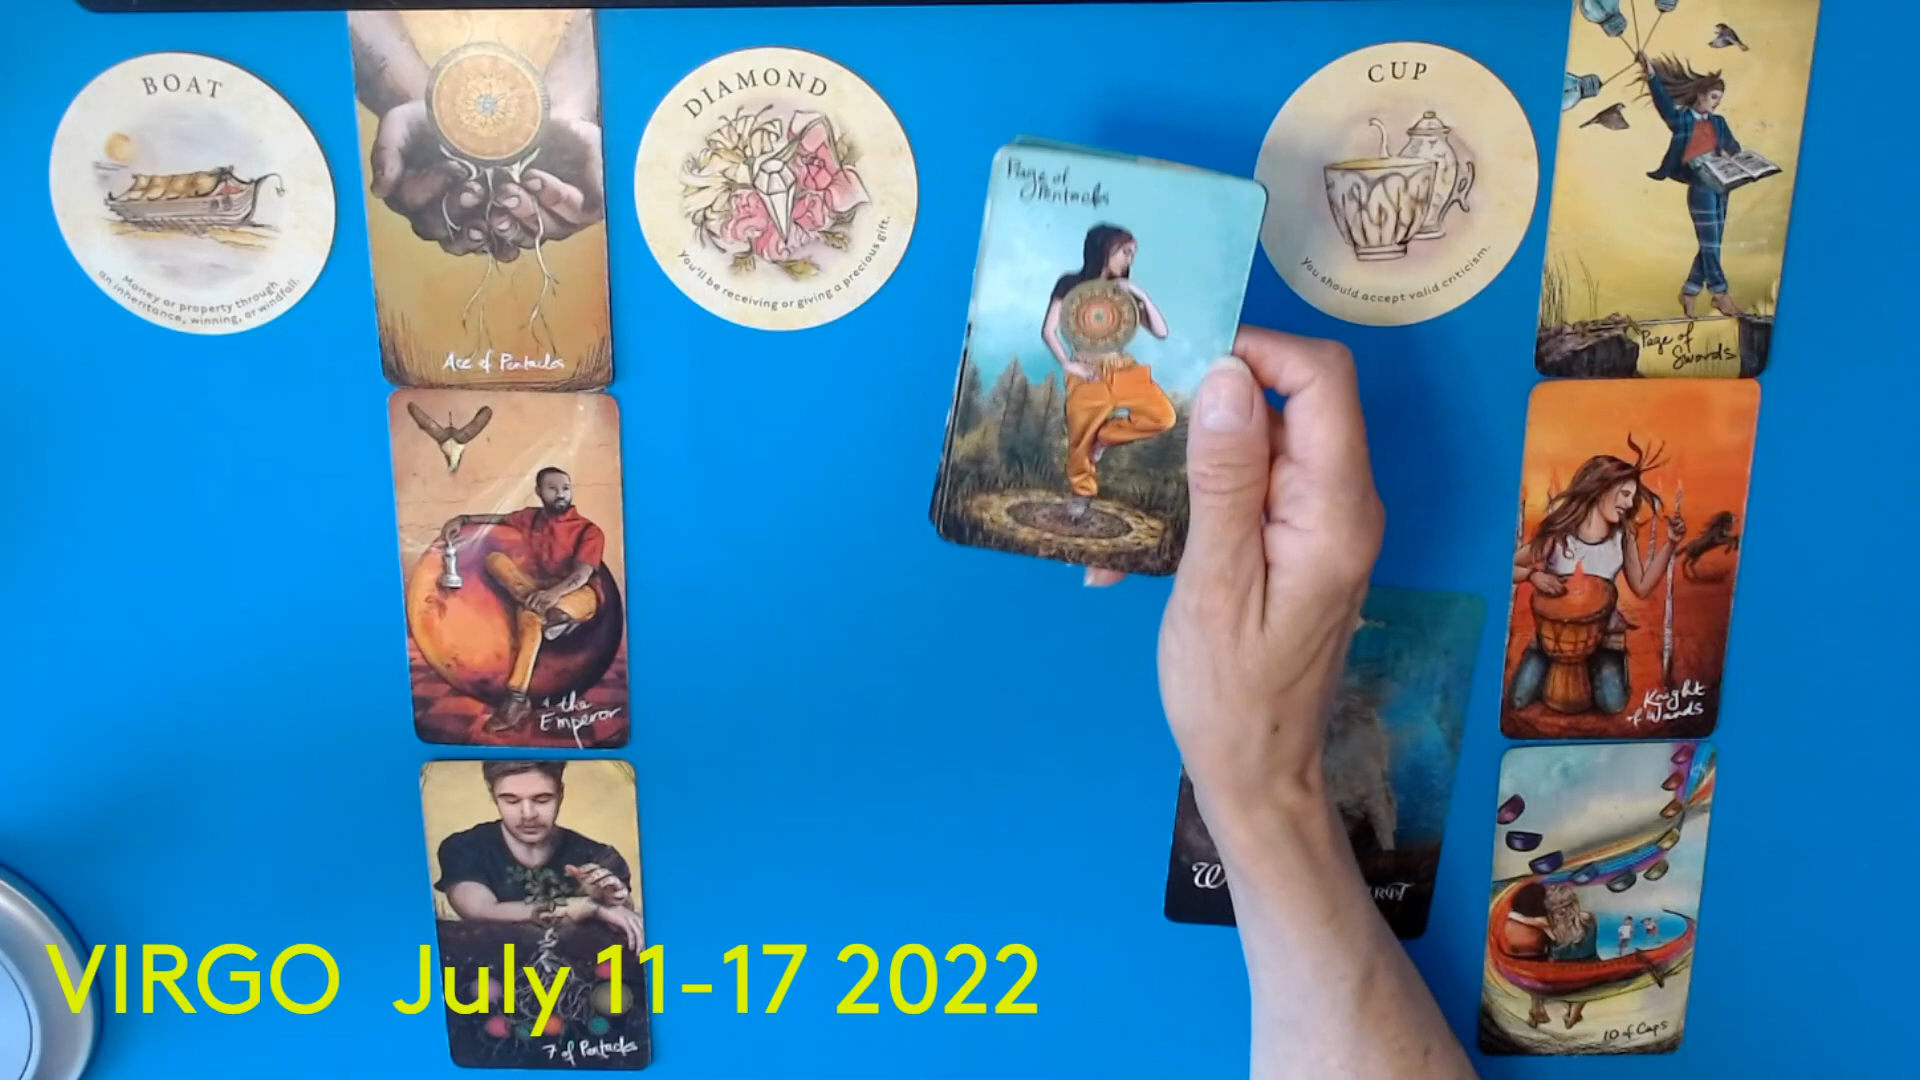 BOAT
Money or property through
an inheritance, winning, or windfall.
Ace of Pentacles
DIAMOND
You'll be receiving or giving a precious gift.
Page of
Pentacles
CUP
You should accept valid criticism.
Page of
Swords
4 the
Emperor
Knight
of Wands
7 of Pentacles
10 of Cups
VIRGO July 11-17 2022